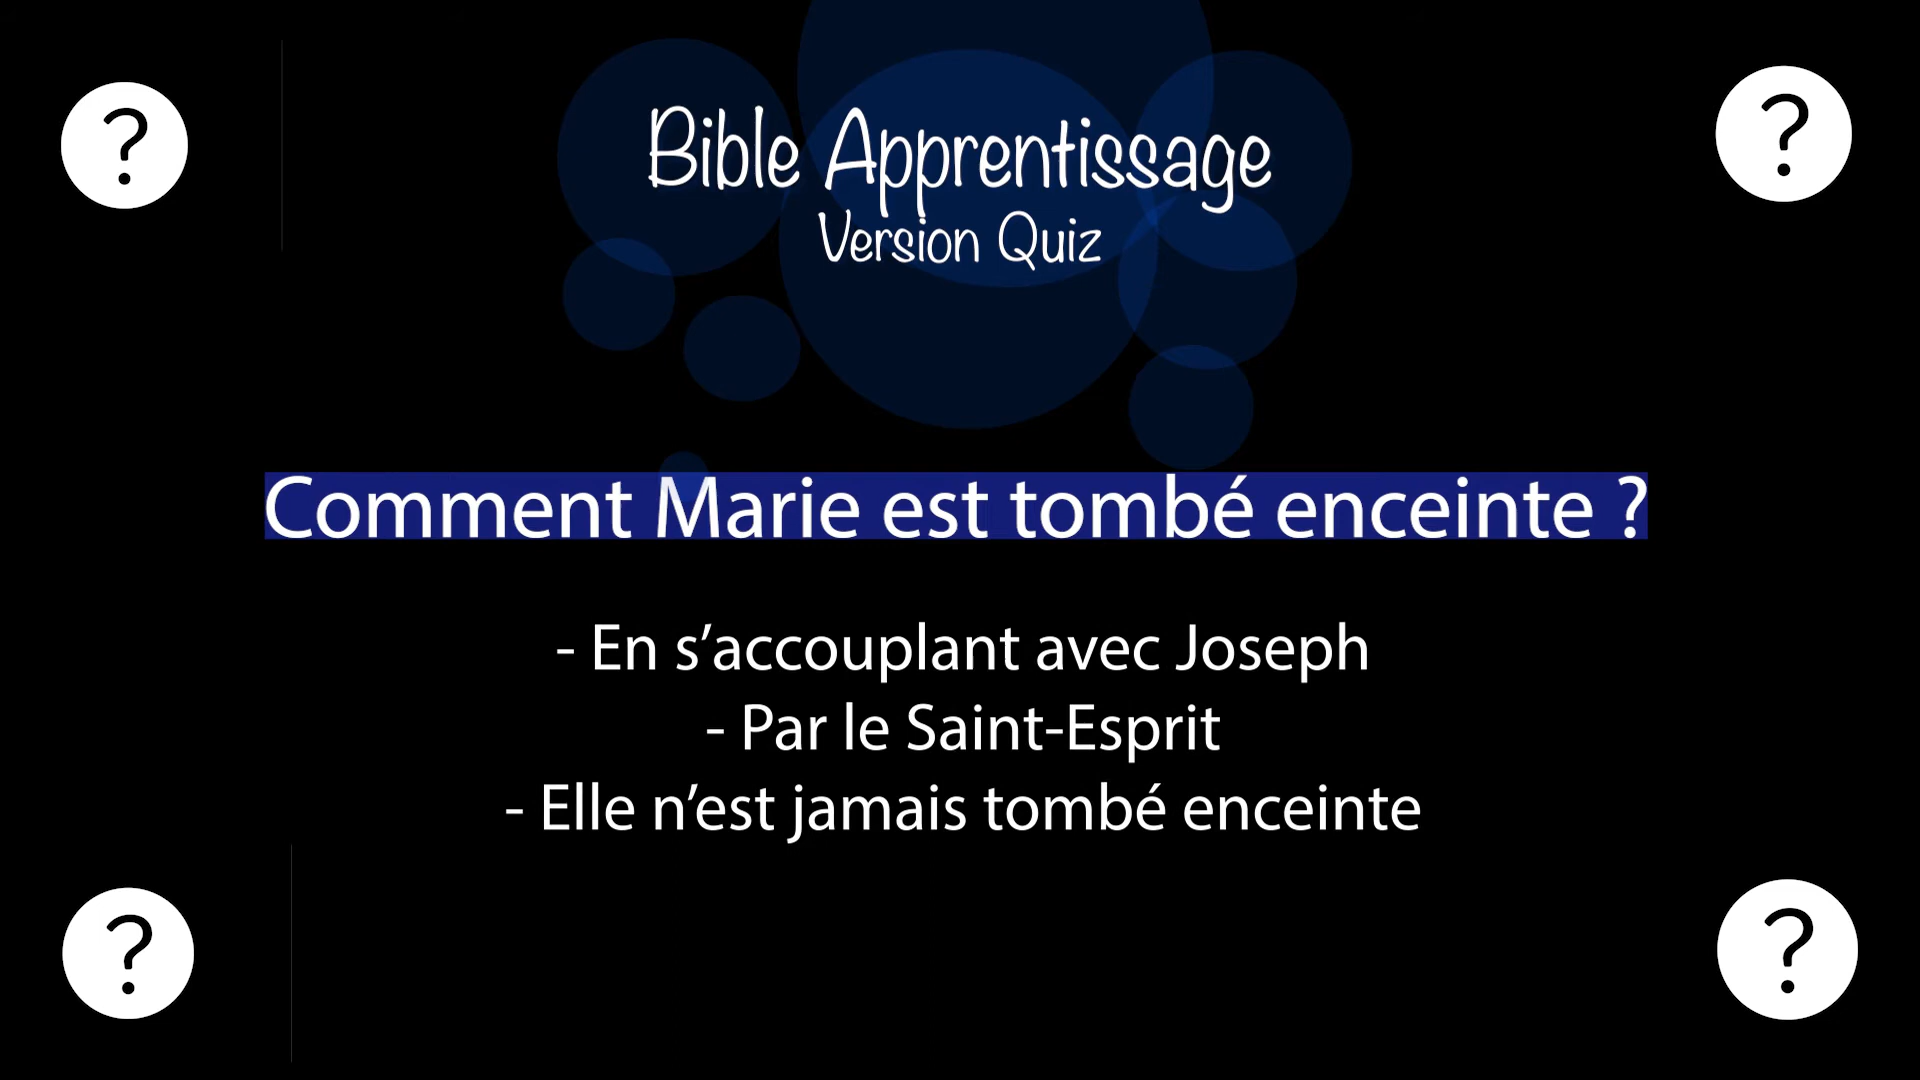 ?
?
Bible Apprentissage
Version Quiz
Comment Marie est tombé enceinte ?
- En s’accouplant avec Joseph
- Par le Saint-Esprit
- Elle n’est jamais tombé enceinte
?
?